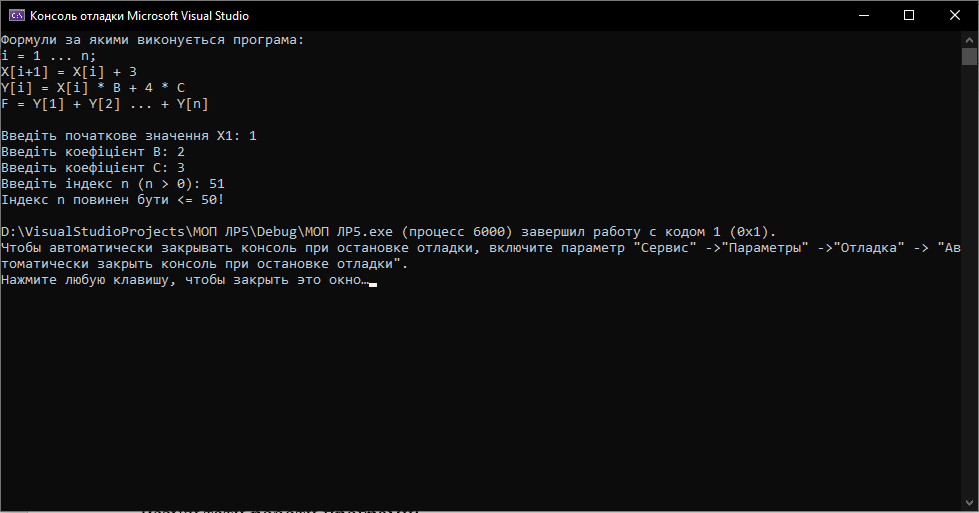 Консоль отладки Microsoft Visual Studio
Формули за якими виконується програма:
i = 1 ... n;
X[i+1] = X[i] + 3
Y[i] = X[i] * B + 4 * C
F = Y[1] + Y[2] ... + Y[n]
Введіть початкове значення X1: 1
Введіть коефіцієнт B: 2
Введіть коефіцієнт C: 3
Введіть індекс n (n > 0): 51
Індекс n повинен бути <= 50!
D:\VisualStudioProjects\МОП ЛР5\Debug\МОП ЛР5.exe (процесс 6000) завершил работу с кодом 1 (0x1).
Чтобы автоматически закрывать консоль при остановке отладки, включите параметр "Сервис" ->"Параметры" ->"Отладка" -> "Ав
томатически закрыть консоль при остановке отладки".
Нажмите любую клавишу, чтобы закрыть это окно…